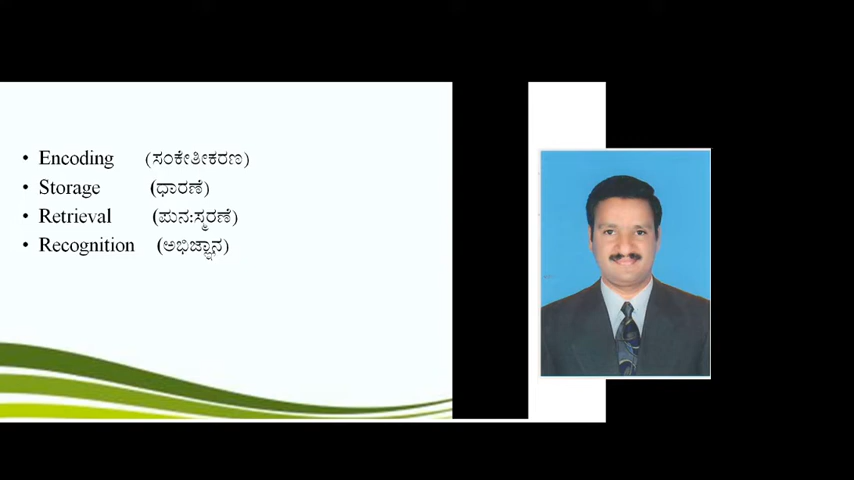 • Encoding (ಸಂಕೇತೀಕರಣ)
• Storage (ಧಾರಣೆ)
• Retrieval (ಪುನಃಸ್ಮರಣೆ)
• Recognition (ಅಭಿಜ್ಞಾನ)